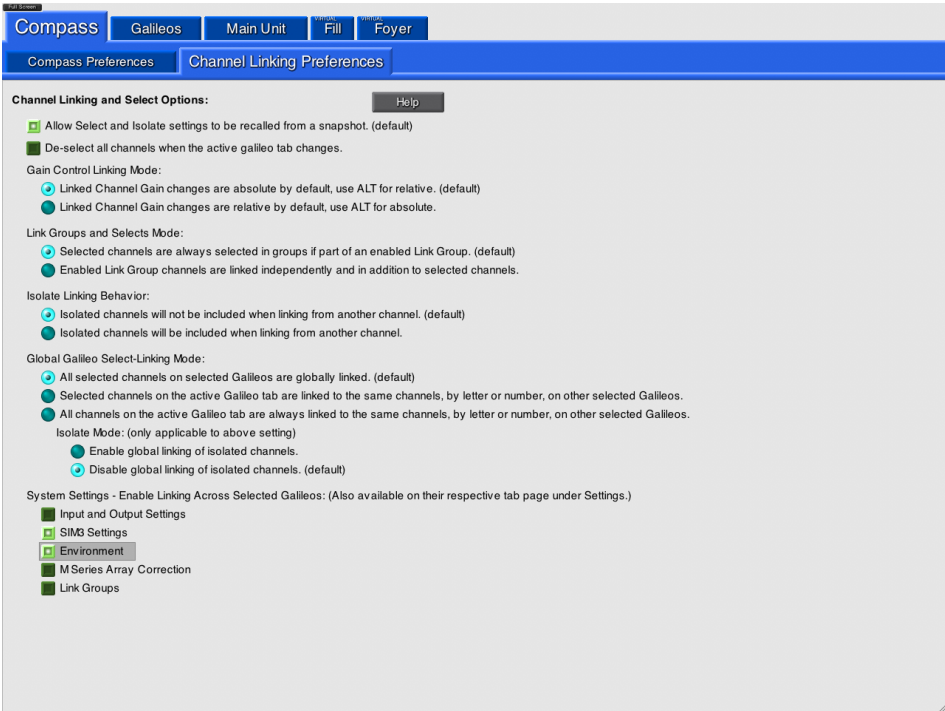 Full Screen
Compass Galileos Main Unit VIRTUAL Fill VIRTUAL Foyer
Compass Preferences Channel Linking Preferences
Channel Linking and Select Options: Help
Allow Select and Isolate settings to be recalled from a snapshot. (default)
De-select all channels when the active galileo tab changes.
Gain Control Linking Mode:
Linked Channel Gain changes are absolute by default, use ALT for relative. (default)
Linked Channel Gain changes are relative by default, use ALT for absolute.
Link Groups and Selects Mode:
Selected channels are always selected in groups if part of an enabled Link Group. (default)
Enabled Link Group channels are linked independently and in addition to selected channels.
Isolate Linking Behavior:
Isolated channels will not be included when linking from another channel. (default)
Isolated channels will be included when linking from another channel.
Global Galileo Select-Linking Mode:
All selected channels on selected Galileos are globally linked. (default)
Selected channels on the active Galileo tab are linked to the same channels, by letter or number, on other selected Galileos.
All channels on the active Galileo tab are always linked to the same channels, by letter or number, on other selected Galileos.
Isolate Mode: (only applicable to above setting)
Enable global linking of isolated channels.
Disable global linking of isolated channels. (default)
System Settings - Enable Linking Across Selected Galileos: (Also available on their respective tab page under Settings.)
Input and Output Settings
SIM3 Settings
Environment
M Series Array Correction
Link Groups